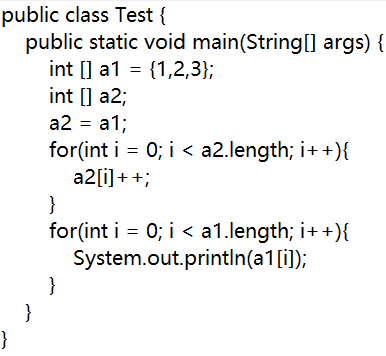 public class Test {
    public static void main(String[] args) {
        int [] a1 = {1,2,3};
        int [] a2;
        a2 = a1;
        for(int i = 0; i < a2.length; i++){
            a2[i]++;
        }
        for(int i = 0; i < a1.length; i++){
            System.out.println(a1[i]);
        }
    }
}